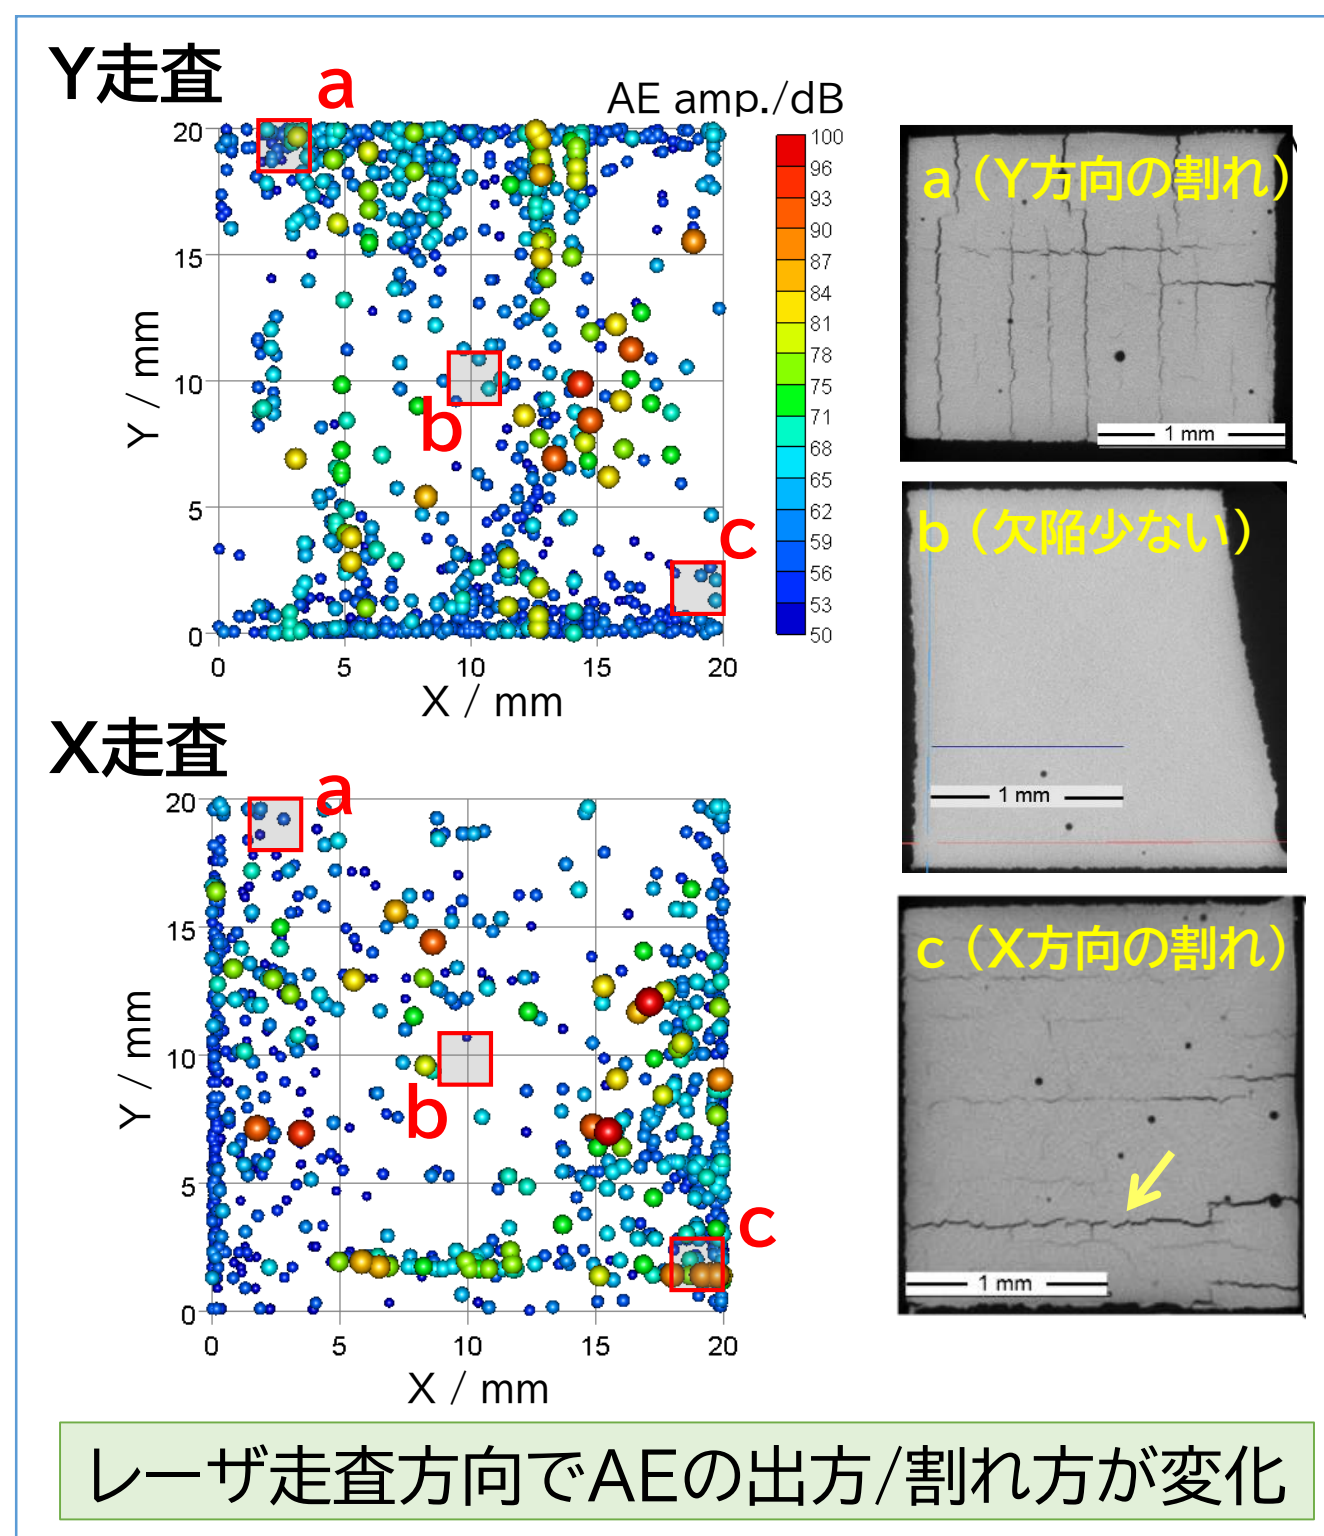 Y走査
a
AE amp./dB
100
96
93
90
87
84
81
78
75
71
68
65
62
59
56
53
50
20
15
10
5
0
Y / mm
b
c
0 5 10 15 20
X / mm
a（Y方向の割れ）
1 mm
b（欠陥少ない）
1 mm
X走査
a
20
15
10
5
0
Y / mm
b
c
0 5 10 15 20
X / mm
c（X方向の割れ）
1 mm
レーザ走査方向でAEの出方/割れ方が変化